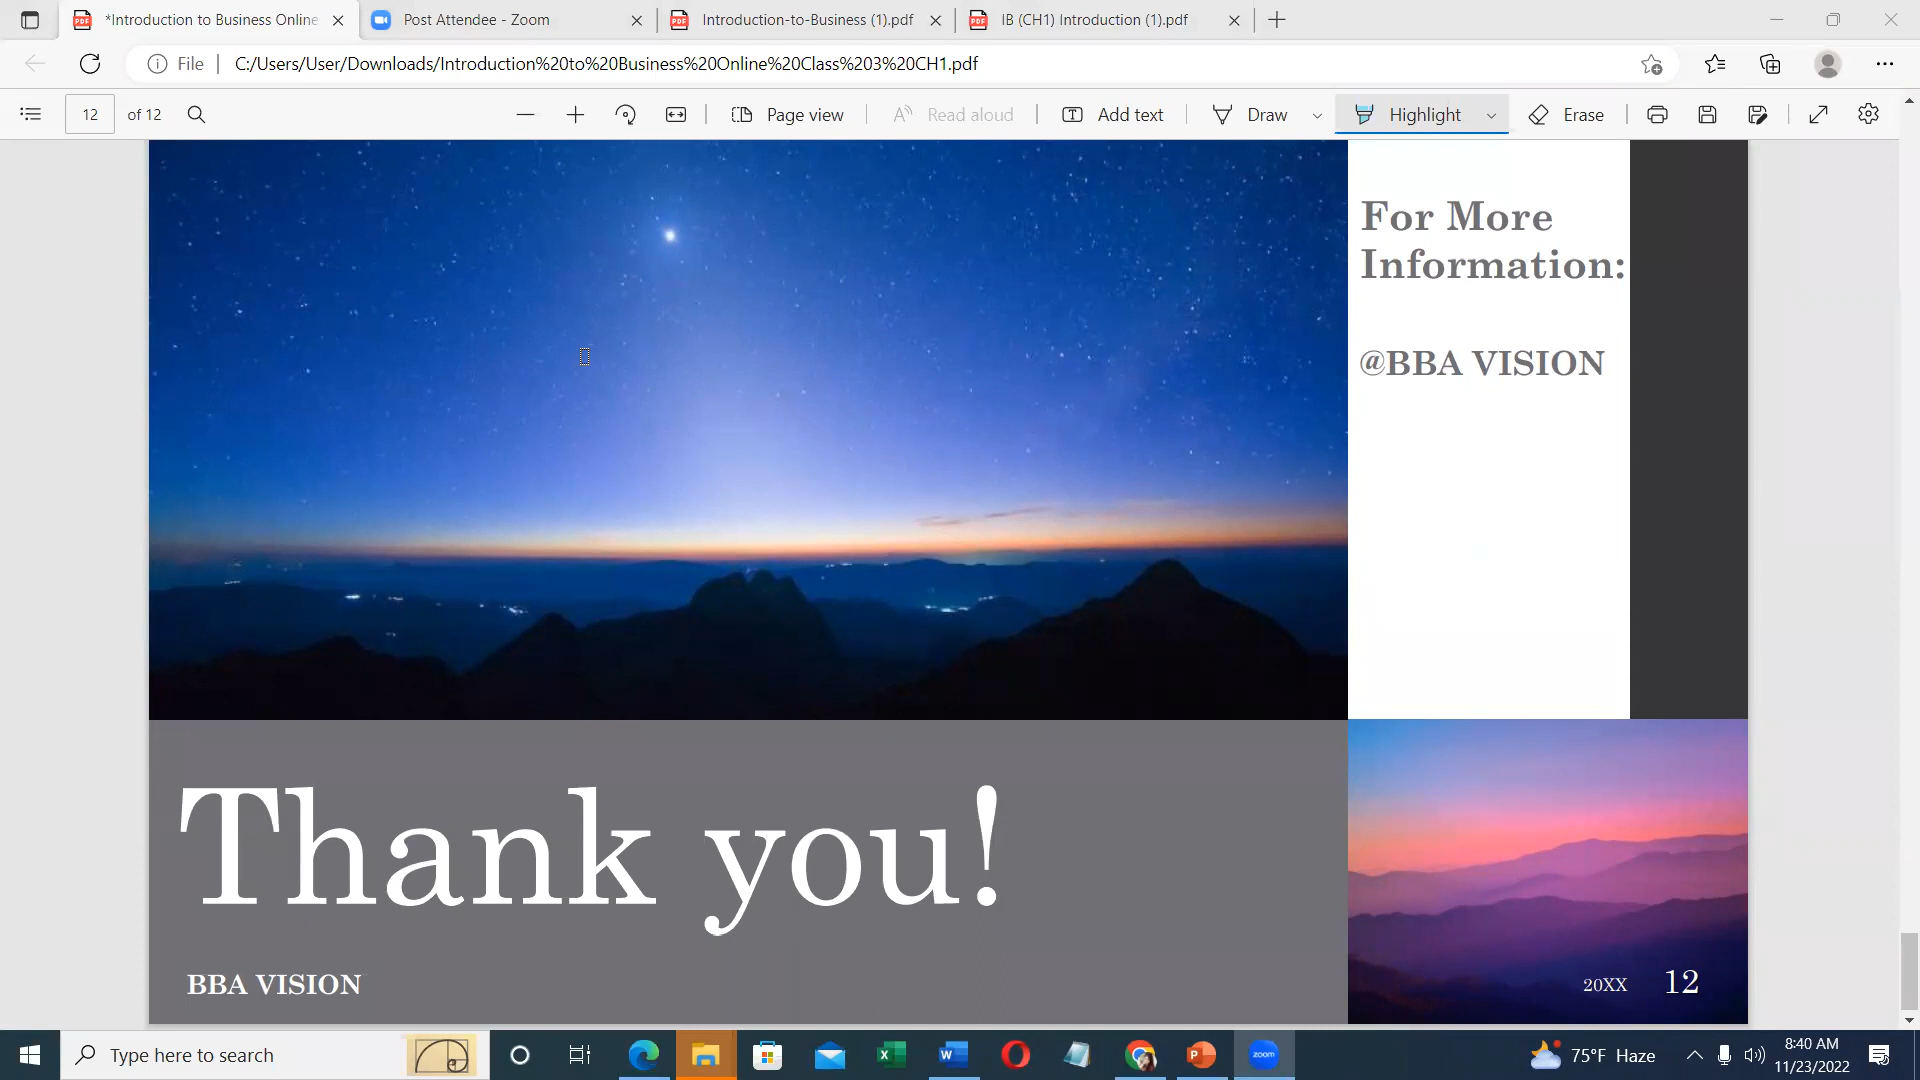 *Introduction to Business Online
Post Attendee - Zoom
Introduction-to-Business (1).pdf
IB (CH1) Introduction (1).pdf
File
C:/Users/User/Downloads/Introduction%20to%20Business%20Online%20Class%203%20CH1.pdf
12 of 12
Page view
Read aloud
Add text
Draw
Highlight
Erase
For More
Information:
@BBA VISION
Thank you!
BBA VISION
20XX 12
Type here to search
zoom
75°F Haze
8:40 AM
11/23/2022